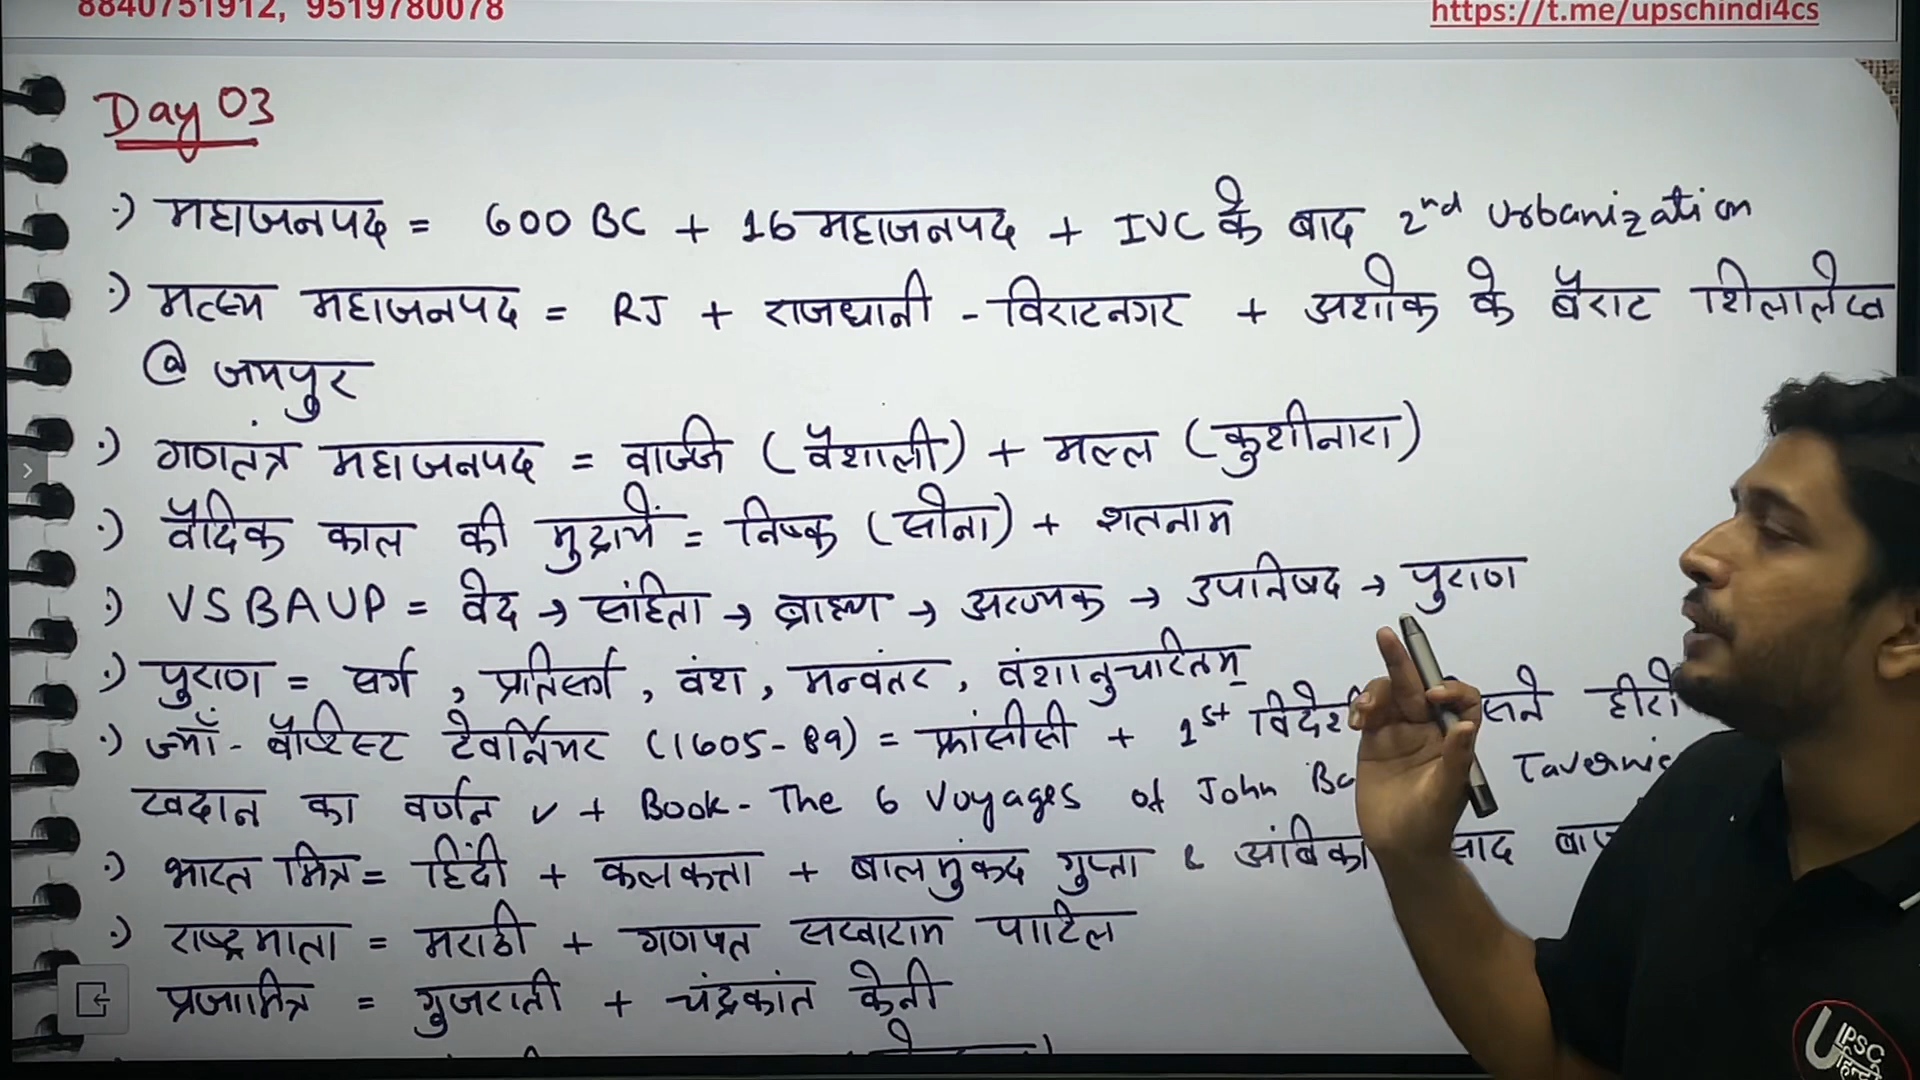 8840751912, 9519780078
https://t.me/upschindi4cs
Day 03
महाजनपद = 600 BC + 16 महाजनपद + IVC के बाद 2nd Urbanization
मत्स्य महाजनपद = RJ + राजधानी - विराटनगर + अशोक के बैराट शिलालेख
@ जयपुर
गणतंत्र महाजनपद = वाज्जि (वैशाली) + मल्ल (कुशीनारा)
वैदिक काल की मुद्रायें = निष्क (सोना) + शतनाम
VSBAUP = वेद → संहिता → ब्राह्मण → अरण्यक → उपनिषद → पुराण
पुराण = सर्ग, प्रतिसर्ग, वंश, मन्वंतर, वंशानुचरितम्
ज्याँ - बैप्टिस्ट टैवर्नियर (1605-89) = फ्रांसीसी + 1st हीरो
खदान का वर्णन ✓ + Book - The 6 Voyages of John
भारत मित्र = हिंदी + कलकत्ता + बालमुकंद गुप्ता & अंबिका
राष्ट्रमाता = मराठी + गणपत सखाराम पाटिल
प्रजामित्र = गुजराती + चंद्रकांत केनी
UPSC
हिन्दी